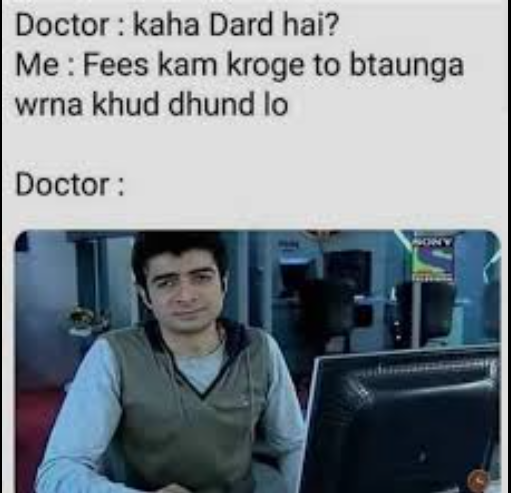 Doctor : kaha Dard hai?
Me : Fees kam kroge to btaunga
wrna khud dhund lo
Doctor :
SONY